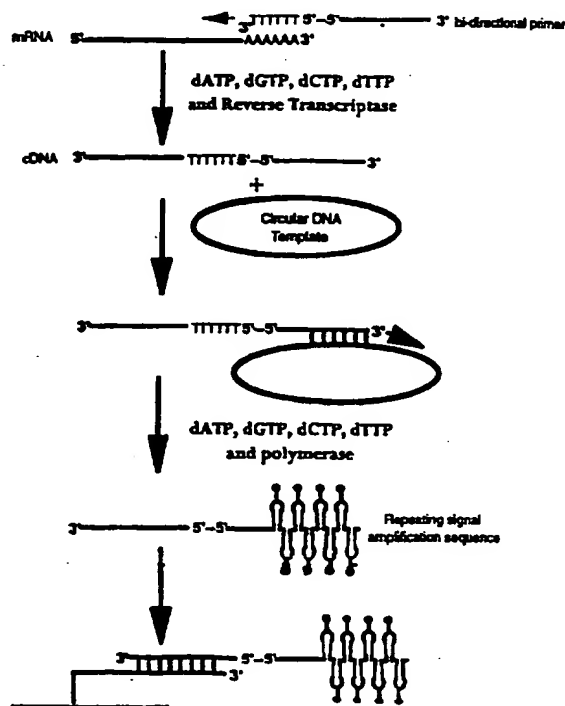 3' TTTTTT 5'–5' 3' bi-directional primer
mRNA 5' AAAAAA 3'
dATP, dGTP, dCTP, dTTP
and Reverse Transcriptase
cDNA 3' TTTTTT 5'–5' 3'
+
Circular DNA
Template
3' TTTTTT 5'–5' 3'
dATP, dGTP, dCTP, dTTP
and polymerase
3' 5'–5'
Repeating signal
amplification sequence
3' 5'–5'
3'